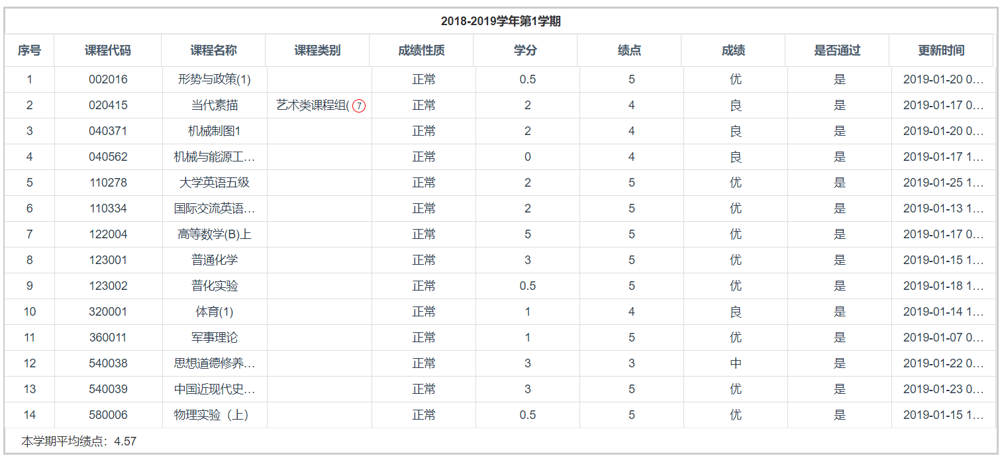 2018-2019学年第1学期
序号 课程代码 课程名称 课程类别 成绩性质 学分 绩点 成绩 是否通过 更新时间
1 002016 形势与政策(1) 正常 0.5 5 优 是 2019-01-20 0…
2 020415 当代素描 艺术类课程组( 7 正常 2 4 良 是 2019-01-17 0…
3 040371 机械制图1 正常 2 4 良 是 2019-01-20 0…
4 040562 机械与能源工… 正常 0 4 良 是 2019-01-17 1…
5 110278 大学英语五级 正常 2 5 优 是 2019-01-25 1…
6 110334 国际交流英语… 正常 2 5 优 是 2019-01-13 1…
7 122004 高等数学(B)上 正常 5 5 优 是 2019-01-17 0…
8 123001 普通化学 正常 3 5 优 是 2019-01-15 1…
9 123002 普化实验 正常 0.5 5 优 是 2019-01-18 1…
10 320001 体育(1) 正常 1 4 良 是 2019-01-14 1…
11 360011 军事理论 正常 1 5 优 是 2019-01-07 0…
12 540038 思想道德修养… 正常 3 3 中 是 2019-01-22 0…
13 540039 中国近现代史… 正常 3 5 优 是 2019-01-23 0…
14 580006 物理实验（上） 正常 0.5 5 优 是 2019-01-15 1…
本学期平均绩点：4.57